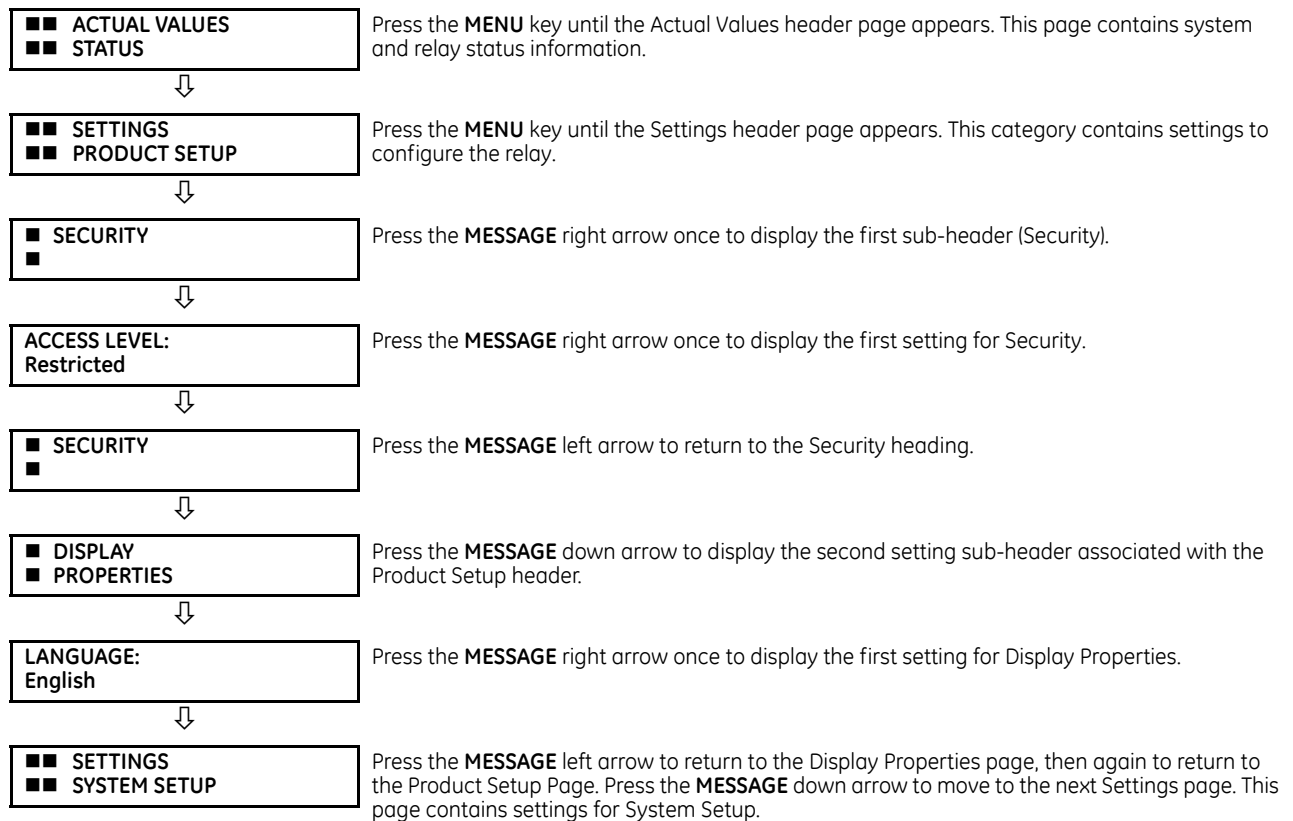 ■■ ACTUAL VALUES
■■ STATUS
Press the MENU key until the Actual Values header page appears. This page contains system
and relay status information.
⇩
■■ SETTINGS
■■ PRODUCT SETUP
Press the MENU key until the Settings header page appears. This category contains settings to
configure the relay.
⇩
■ SECURITY
■
Press the MESSAGE right arrow once to display the first sub-header (Security).
⇩
ACCESS LEVEL:
Restricted
Press the MESSAGE right arrow once to display the first setting for Security.
⇩
■ SECURITY
■
Press the MESSAGE left arrow to return to the Security heading.
⇩
■ DISPLAY
■ PROPERTIES
Press the MESSAGE down arrow to display the second setting sub-header associated with the
Product Setup header.
⇩
LANGUAGE:
English
Press the MESSAGE right arrow once to display the first setting for Display Properties.
⇩
■■ SETTINGS
■■ SYSTEM SETUP
Press the MESSAGE left arrow to return to the Display Properties page, then again to return to
the Product Setup Page. Press the MESSAGE down arrow to move to the next Settings page. This
page contains settings for System Setup.